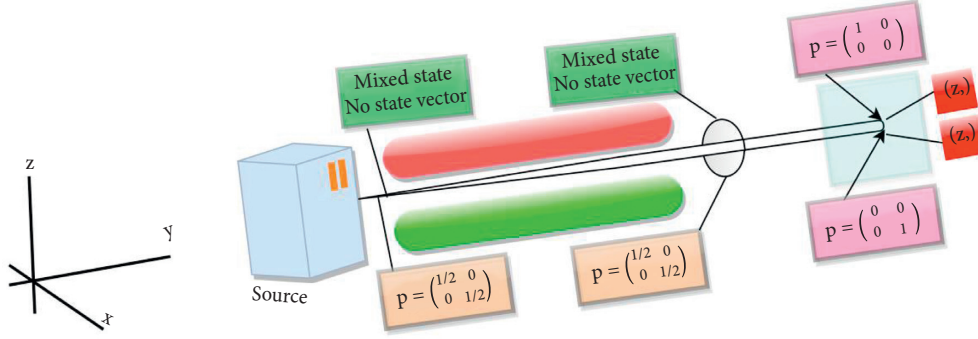 z
y
x
Source
Mixed state
No state vector
Mixed state
No state vector
p = (1/2 0
0 1/2)
p = (1/2 0
0 1/2)
p = (1 0
0 0)
p = (0 0
0 1)
(z,)
(z,)